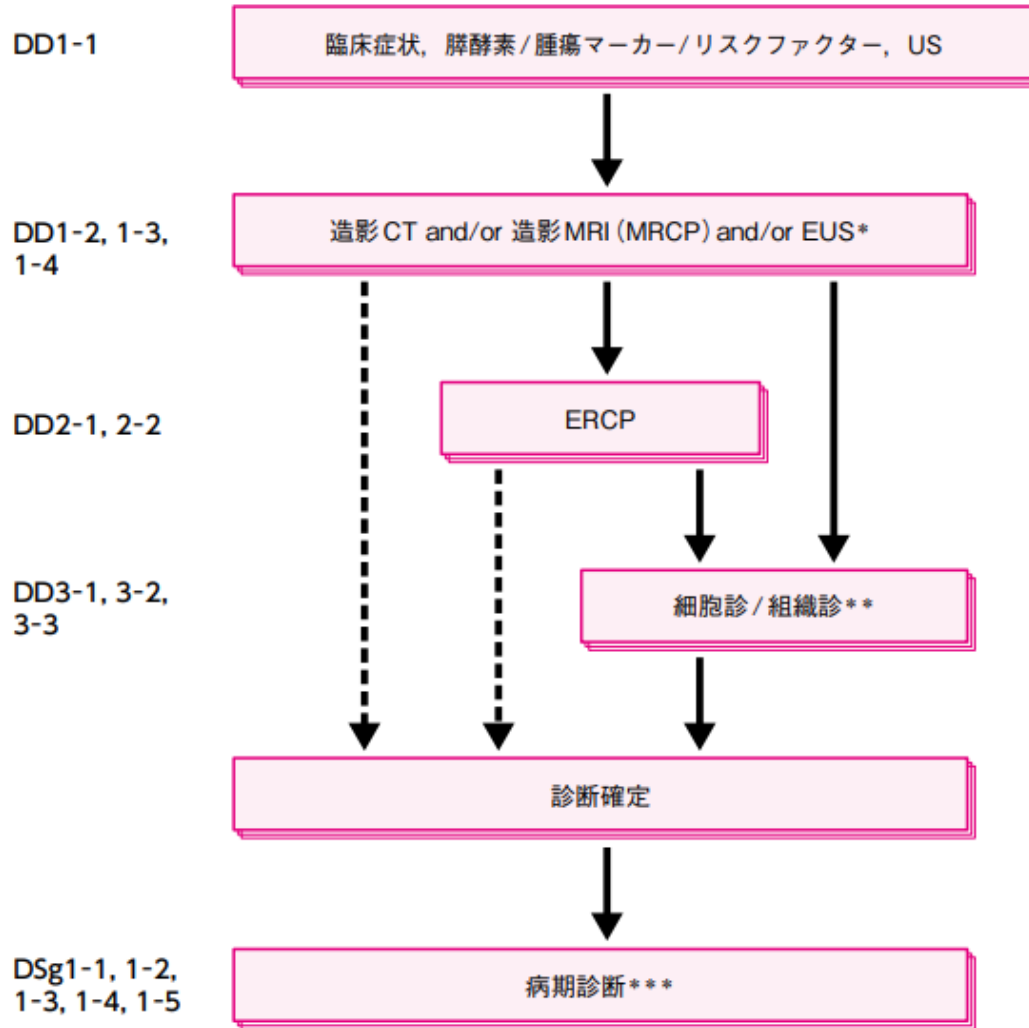 DD1-1
臨床症状，膵酵素/腫瘍マーカー/リスクファクター，US
DD1-2, 1-3,
1-4
造影CT and/or 造影MRI（MRCP）and/or EUS*
DD2-1, 2-2
ERCP
DD3-1, 3-2,
3-3
細胞診/組織診**
診断確定
DSg1-1, 1-2,
1-3, 1-4, 1-5
病期診断***